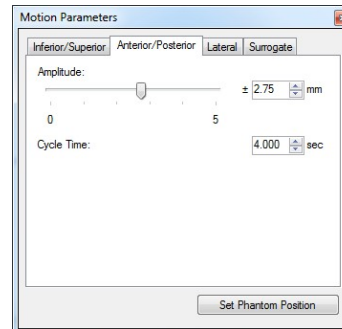 Motion Parameters
Inferior/Superior Anterior/Posterior Lateral Surrogate
Amplitude:
± 2.75 mm
0 5
Cycle Time: 4.000 sec
Set Phantom Position